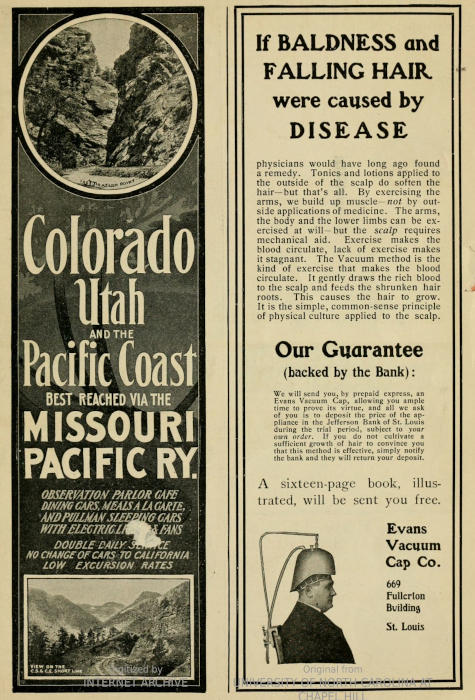 Colorado
Utah
AND THE
Pacific Coast
BEST REACHED VIA THE
MISSOURI
PACIFIC RY.
OBSERVATION PARLOR CAFE
DINING CARS, MEALS A LA CARTE,
AND PULLMAN SLEEPING CARS
WITH ELECTRIC & FANS
DOUBLE DAILY SERVICE
NO CHANGE OF CARS TO CALIFORNIA
LOW EXCURSION RATES
VIEW ON THE
C.S.& C.C. SHORT LINE
If BALDNESS and
FALLING HAIR
were caused by
DISEASE
physicians would have long ago found
a remedy. Tonics and lotions applied to
the outside of the scalp do soften the
hair—but that's all. By exercising the
arms, we build up muscle—not by out-
side applications of medicine. The arms,
the body and the lower limbs can be ex-
ercised at will—but the scalp requires
mechanical aid. Exercise makes the
blood circulate, lack of exercise makes
it stagnant. The Vacuum method is the
kind of exercise that makes the blood
circulate. It gently draws the rich blood
to the scalp and feeds the shrunken hair
roots. This causes the hair to grow.
It is the simple, common-sense principle
of physical culture applied to the scalp.
Our Guarantee
(backed by the Bank):
We will send you, by prepaid express, an
Evans Vacuum Cap, allowing you ample
time to prove its virtue, and all we ask
of you is to deposit the price of the ap-
pliance in the Jefferson Bank of St. Louis
during the trial period, subject to your
own order. If you do not cultivate a
sufficient growth of hair to convince you
that this method is effective, simply notify
the bank and they will return your deposit.
A sixteen-page book, illus-
trated, will be sent you free.
Evans
Vacuum
Cap Co.
669
Fullerton
Building
St. Louis
Digitized by
INTERNET ARCHIVE
Original from
UNIVERSITY OF NORTH CAROLINA AT
CHAPEL HILL